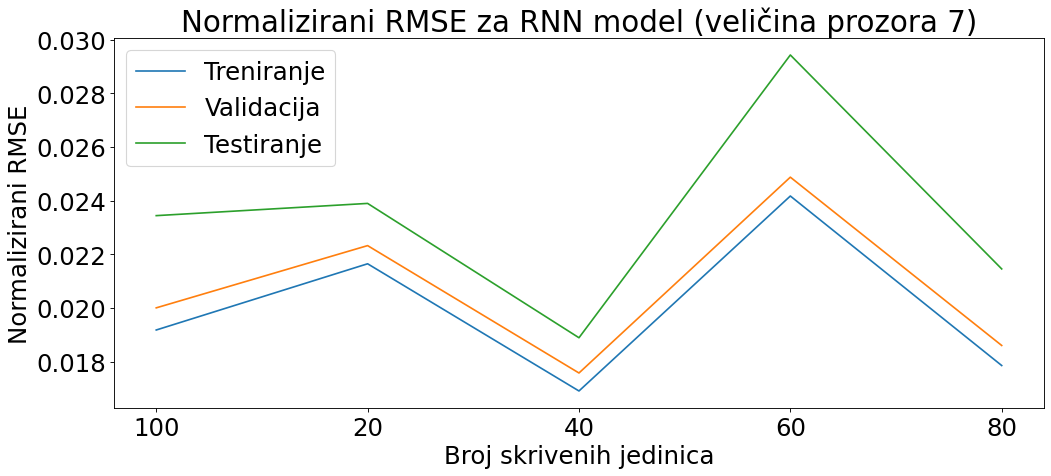 Normalizirani RMSE za RNN model (veličina prozora 7)
Normalizirani RMSE
0.030
0.028
0.026
0.024
0.022
0.020
0.018
Treniranje
Validacija
Testiranje
100
20
40
60
80
Broj skrivenih jedinica